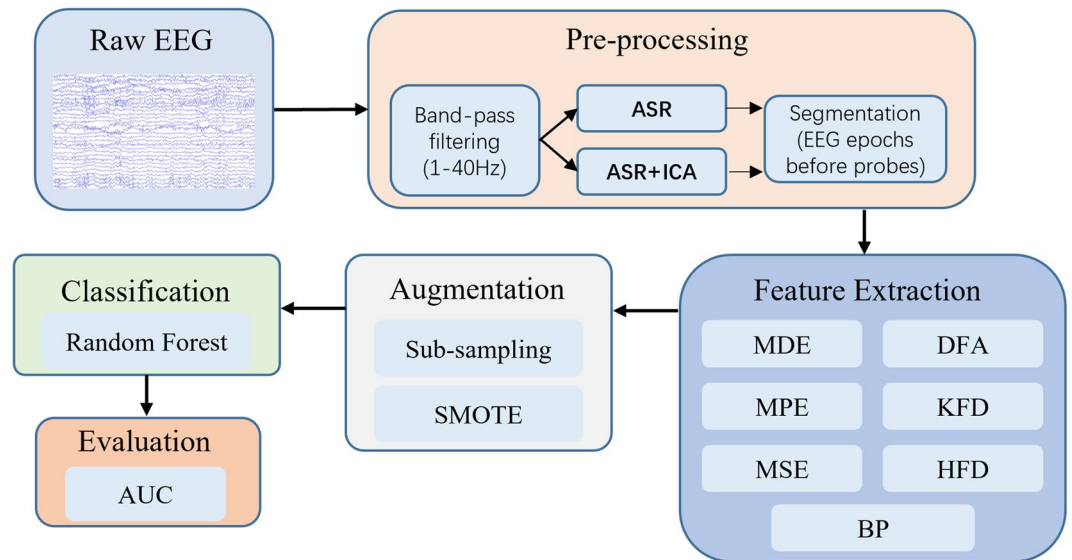 Raw EEG
Pre-processing
Band-pass
filtering
(1-40Hz)
ASR
ASR+ICA
Segmentation
(EEG epochs
before probes)
Feature Extraction
MDE
DFA
MPE
KFD
MSE
HFD
BP
Augmentation
Sub-sampling
SMOTE
Classification
Random Forest
Evaluation
AUC